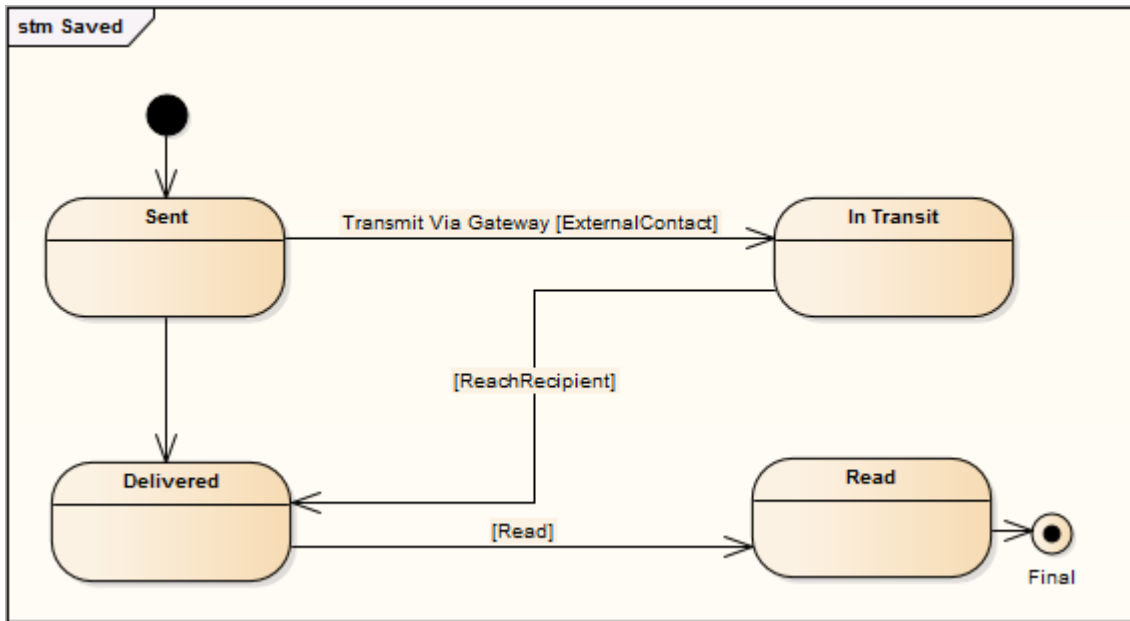 stm Saved
Sent
Transmit Via Gateway [ExternalContact]
In Transit
[ReachRecipient]
Delivered
[Read]
Read
Final